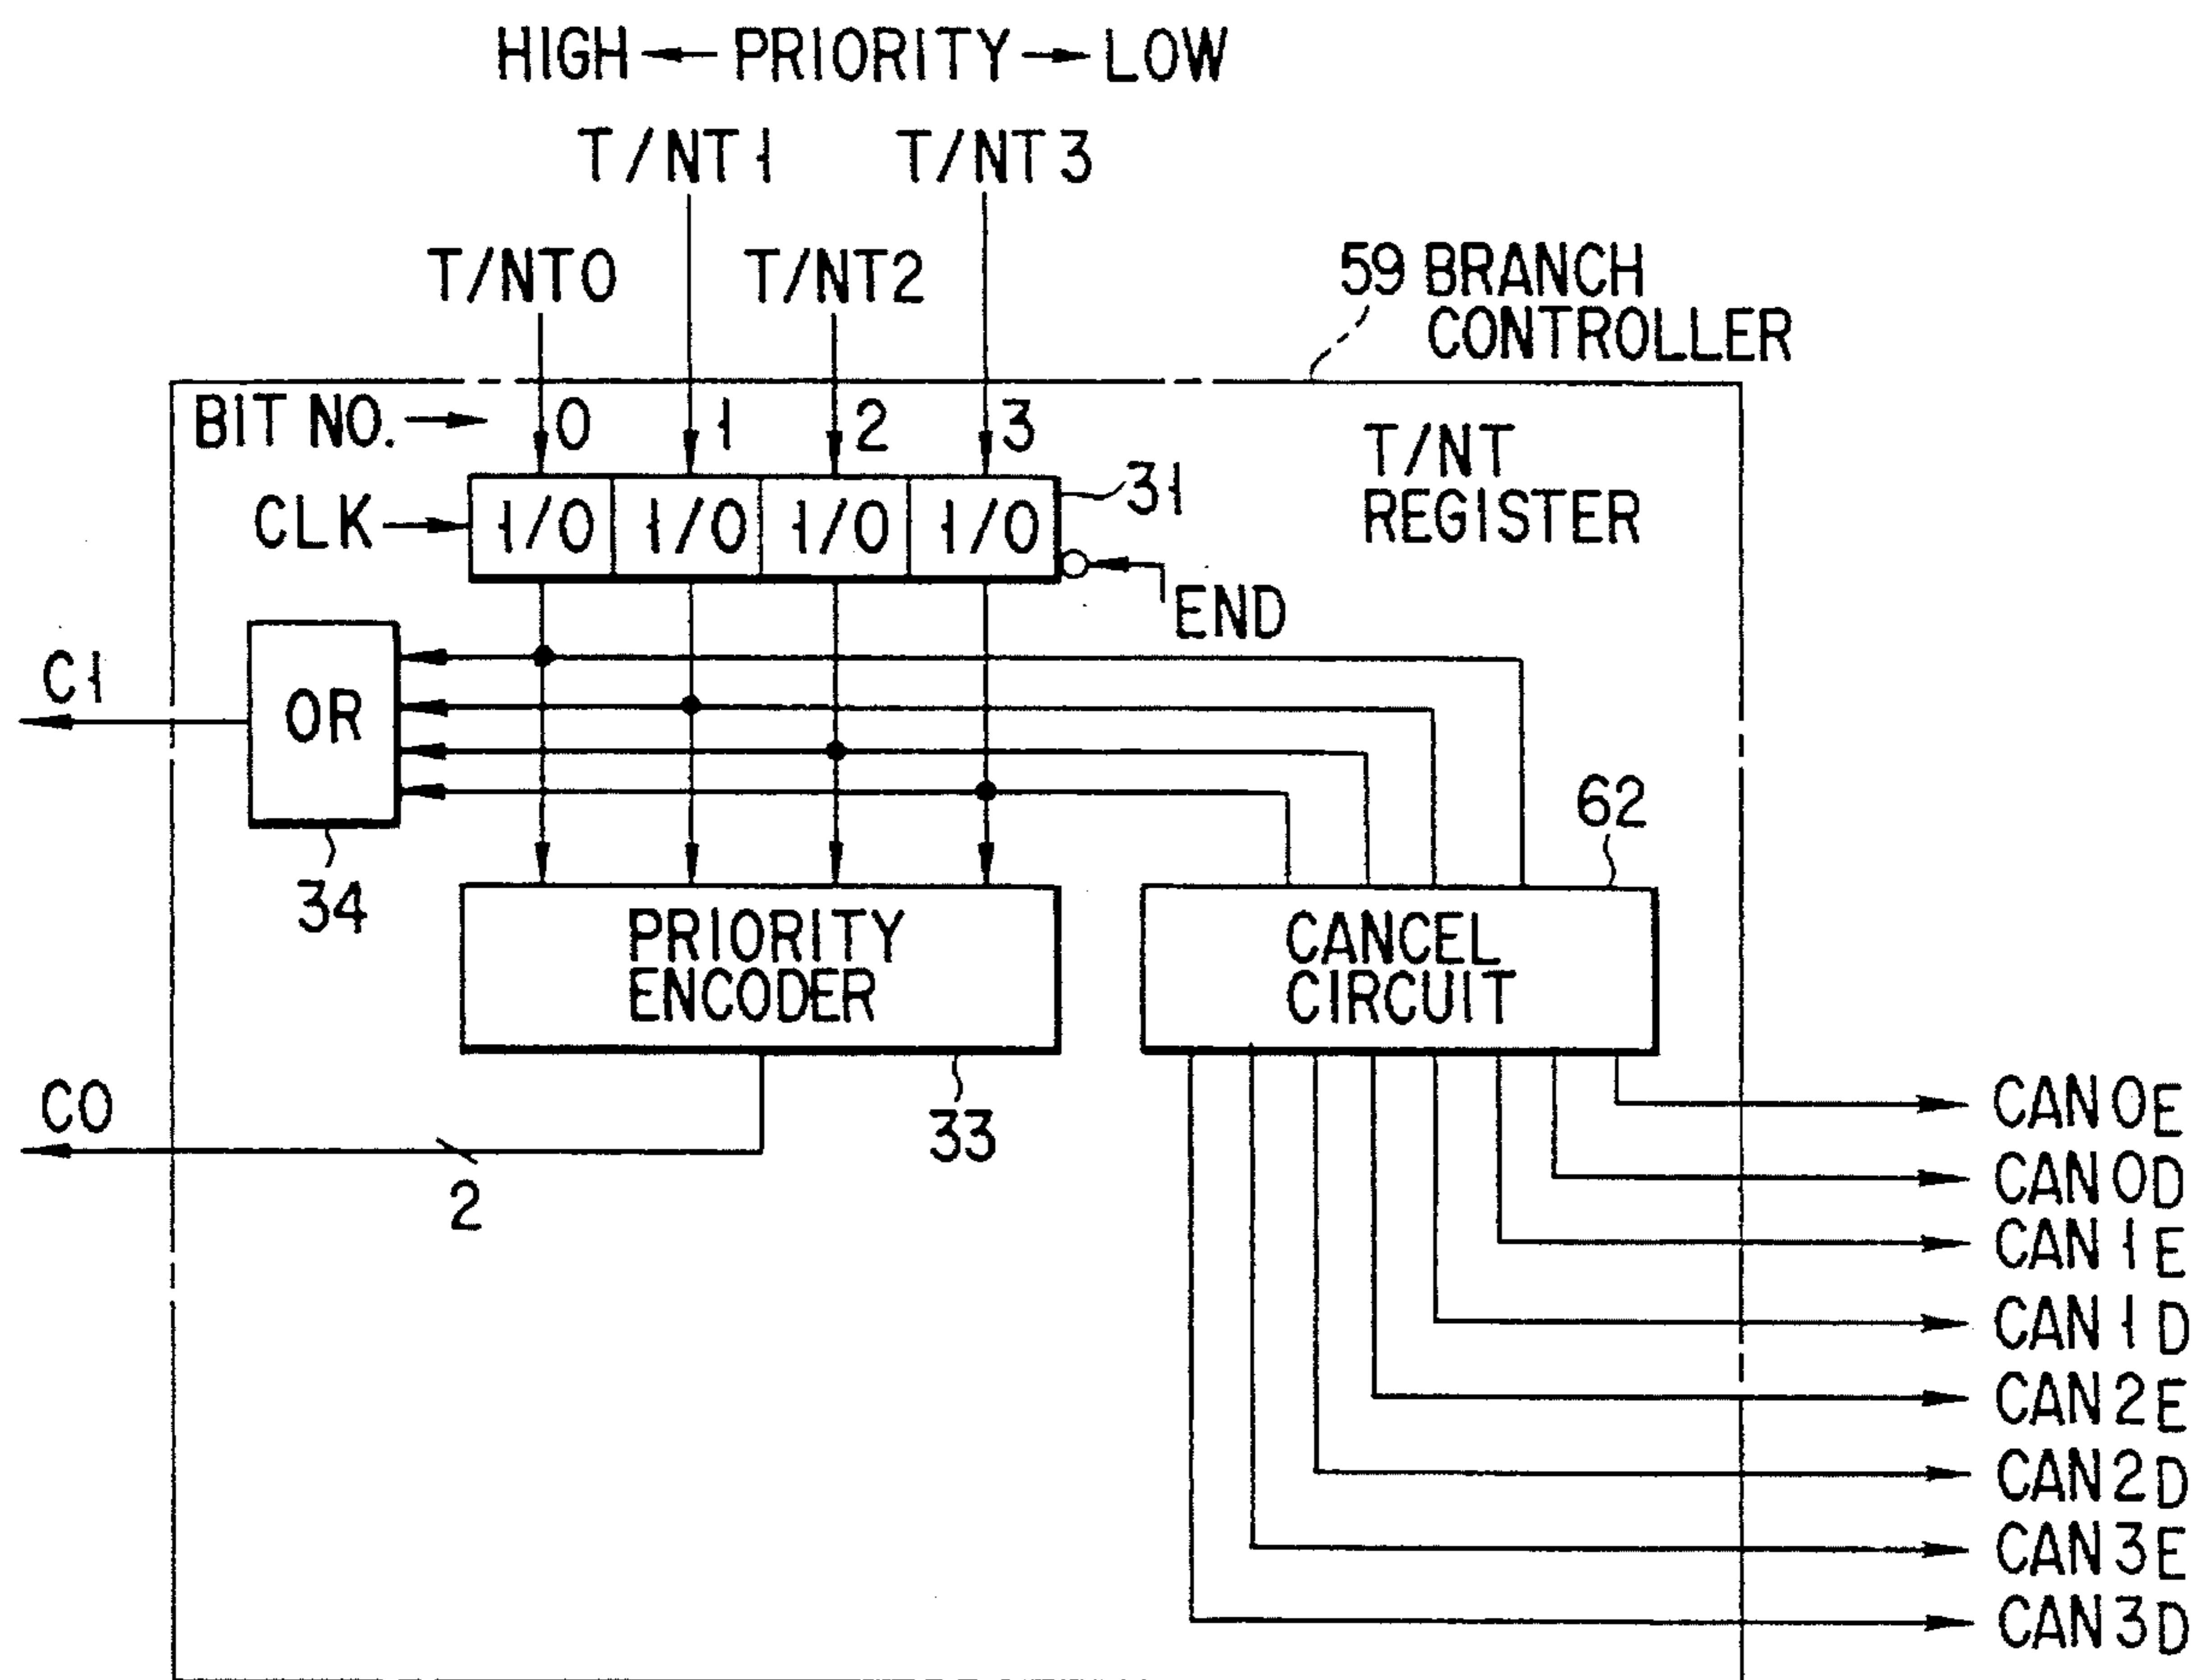 HIGH ← PRIORITY → LOW
T/NT1 T/NT3
T/NT0 T/NT2
59 BRANCH
CONTROLLER
BIT NO. → 0 1 2 3
T/NT
REGISTER
CLK 1/0 1/0 1/0 1/0 31
END
C1
OR
34
62
PRIORITY
ENCODER
CANCEL
CIRCUIT
C0
2
33
CAN0E
CAN0D
CAN1E
CAN1D
CAN2E
CAN2D
CAN3E
CAN3D